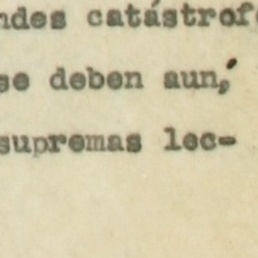 ndes catástrofe
se deben aun,
supremas lec-